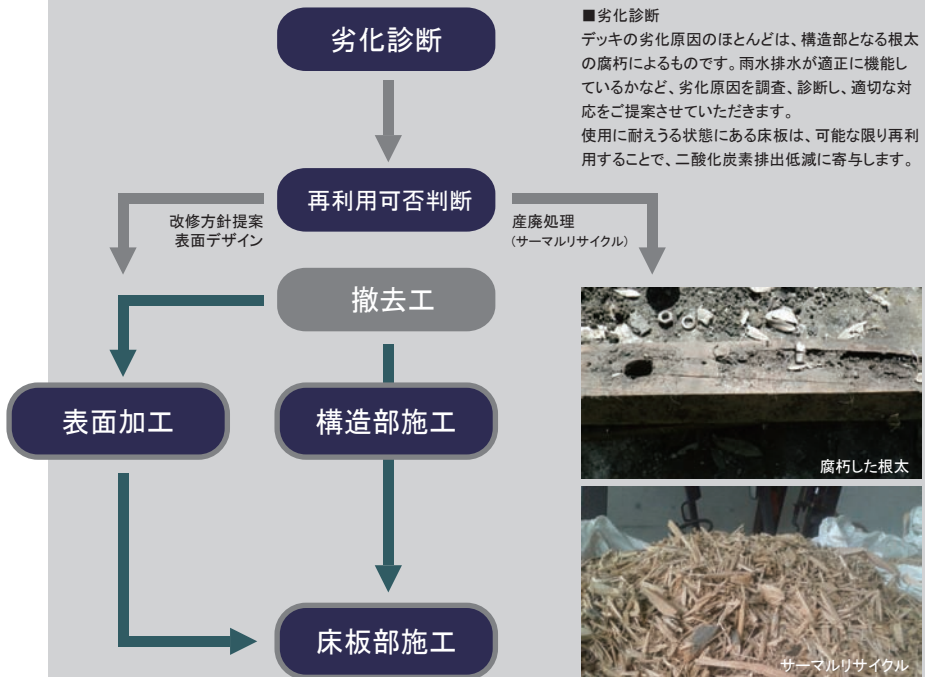 劣化診断
■劣化診断
デッキの劣化原因のほとんどは、構造部となる根太
の腐朽によるものです。雨水排水が適正に機能し
ているかなど、劣化原因を調査、診断し、適切な対
応をご提案させていただきます。
使用に耐えうる状態にある床板は、可能な限り再利
用することで、二酸化炭素排出低減に寄与します。
再利用可否判断
改修方針提案
表面デザイン
産廃処理
(サーマルリサイクル)
撤去工
表面加工
構造部施工
腐朽した根太
床板部施工
サーマルリサイクル